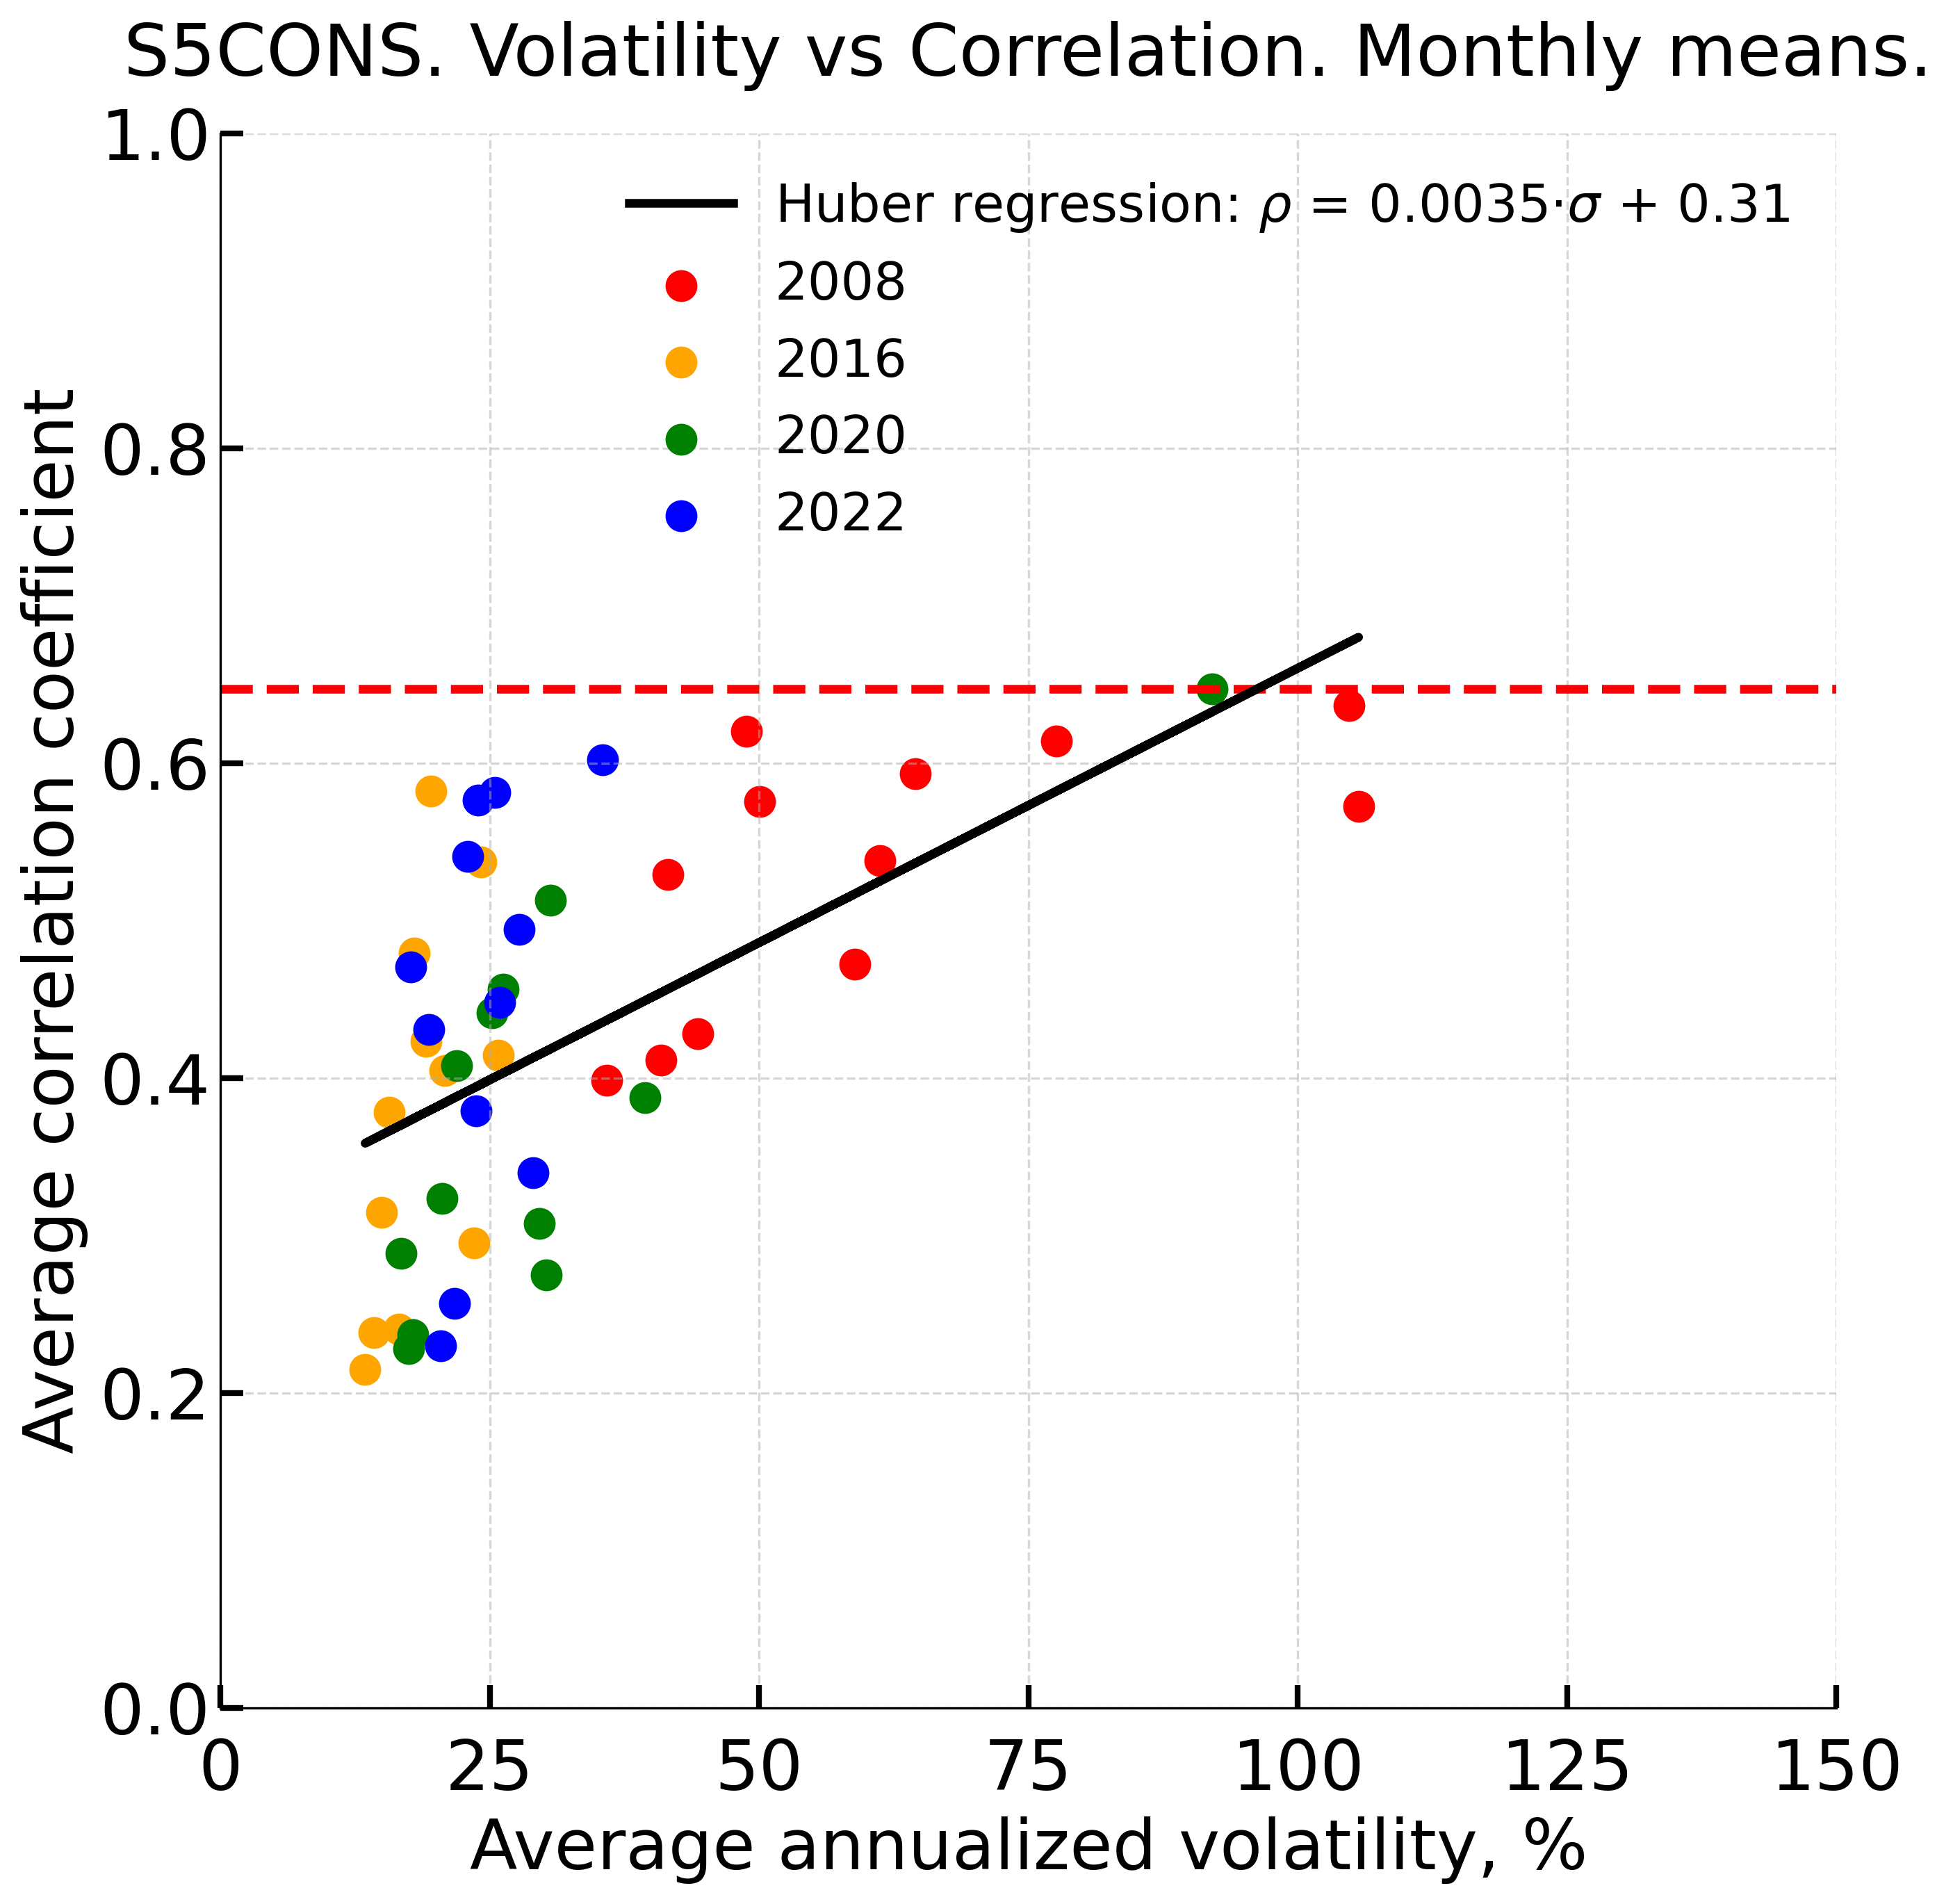 S5CONS. Volatility vs Correlation. Monthly means.
1.0
Huber regression: ρ = 0.0035·σ + 0.31
2008
2016
2020
0.8
2022
0.6
0.4
0.2
0.0
Average correlation coefficient
0 25 50 75 100 125 150
Average annualized volatility, %